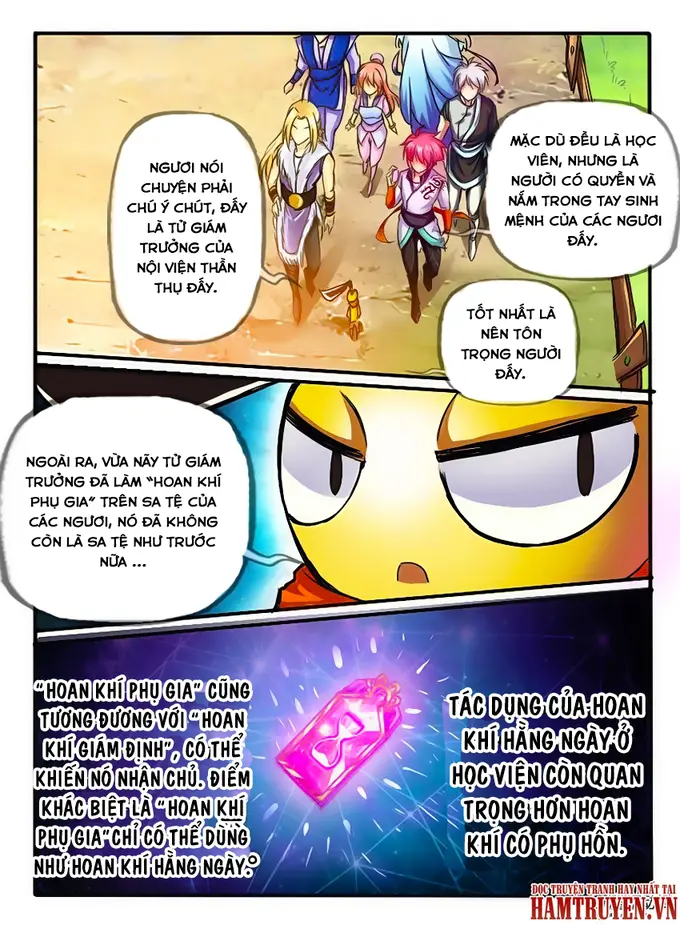 MẶC DÙ ĐỀU LÀ HỌC
VIÊN, NHƯNG LÀ
NGƯỜI CÓ QUYỀN VÀ
NẮM TRONG TAY SINH
MỆNH CỦA CÁC NGƯƠI
ĐẤY.
NGƯƠI NÓI
CHUYỆN PHẢI
CHÚ Ý CHÚT, ĐẤY
LÀ TỬ GIÁM
TRƯỞNG CỦA
NỘI VIỆN THẦN
THỤ ĐẤY.
TỐT NHẤT LÀ
NÊN TÔN
TRỌNG NGƯỜI
ĐẤY.
NGOÀI RA, VỪA NÃY TỬ GIÁM
TRƯỞNG ĐÃ LÀM "HOAN KHÍ
PHỤ GIA" TRÊN SA TỆ CỦA
CÁC NGƯƠI, NÓ ĐÃ KHÔNG
CÒN LÀ SA TỆ NHƯ TRƯỚC
NỮA ...
"HOAN KHÍ PHỤ GIA" CŨNG
TƯƠNG ĐƯƠNG VỚI "HOAN
KHÍ GIÁM ĐỊNH", CÓ THỂ
KHIẾN NÓ NHẬN CHỦ. ĐIỂM
KHÁC BIỆT LÀ "HOAN KHÍ
PHỤ GIA"CHỈ CÓ THỂ DÙNG
NHƯ HOAN KHÍ HẰNG NGÀY.
TÁC DỤNG CỦA HOAN
KHÍ HẰNG NGÀY Ở
HỌC VIỆN CÒN QUAN
TRỌNG HƠN HOAN
KHÍ CÓ PHỤ HỒN.
ĐỌC TRUYỆN TRANH HAY NHẤT TẠI
HAMTRUYEN.VN